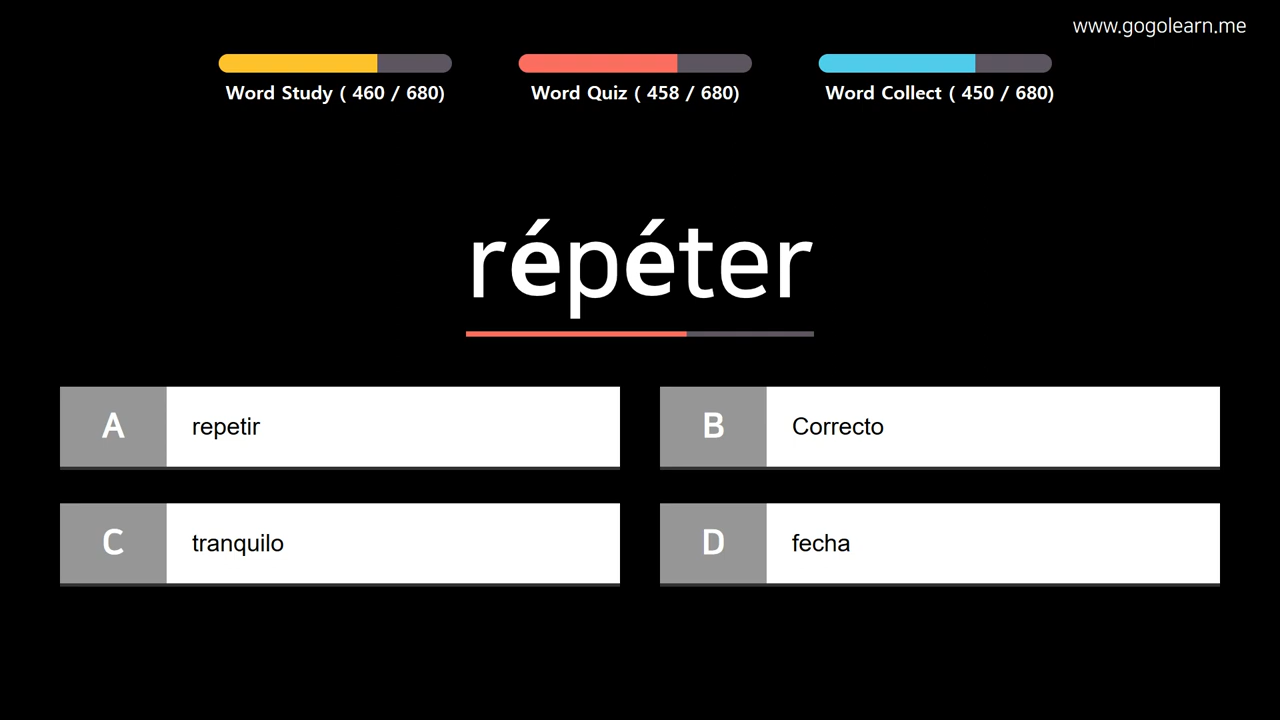 www.gogolearn.me
Word Study ( 460 / 680)
Word Quiz ( 458 / 680)
Word Collect ( 450 / 680)
répéter
A repetir
B Correcto
C tranquilo
D fecha